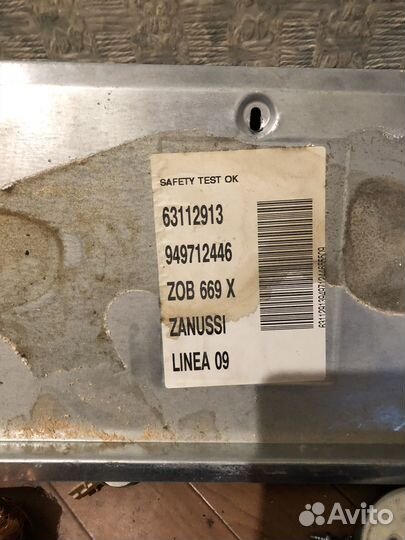 SAFETY TEST OK
63112913
949712446
ZOB 669 X
ZANUSSI
LINEA 09
Avito